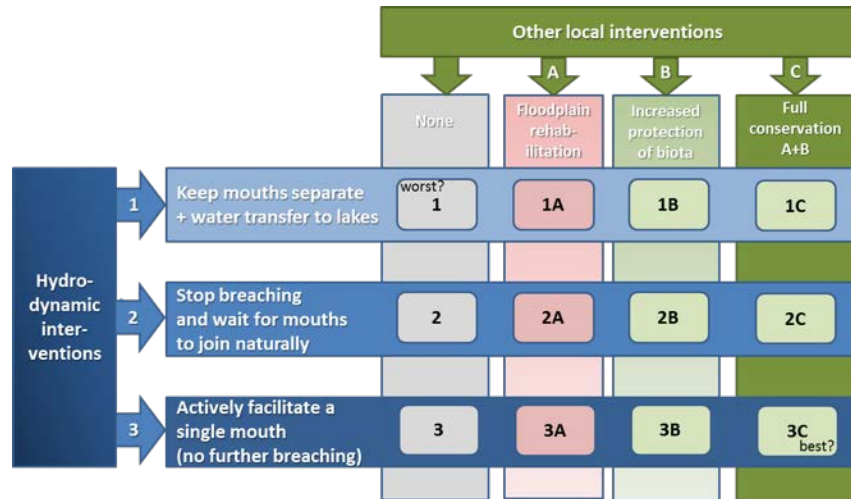 Other local interventions
A
B
C
None
Floodplain
rehab-
ilitation
Increased
protection
of biota
Full
conservation
A+B
Hydro-
dynamic
inter-
ventions
1
Keep mouths separate
+ water transfer to lakes
worst?
1
1A
1B
1C
2
Stop breaching
and wait for mouths
to join naturally
2
2A
2B
2C
3
Actively facilitate a
single mouth
(no further breaching)
3
3A
3B
3C
best?